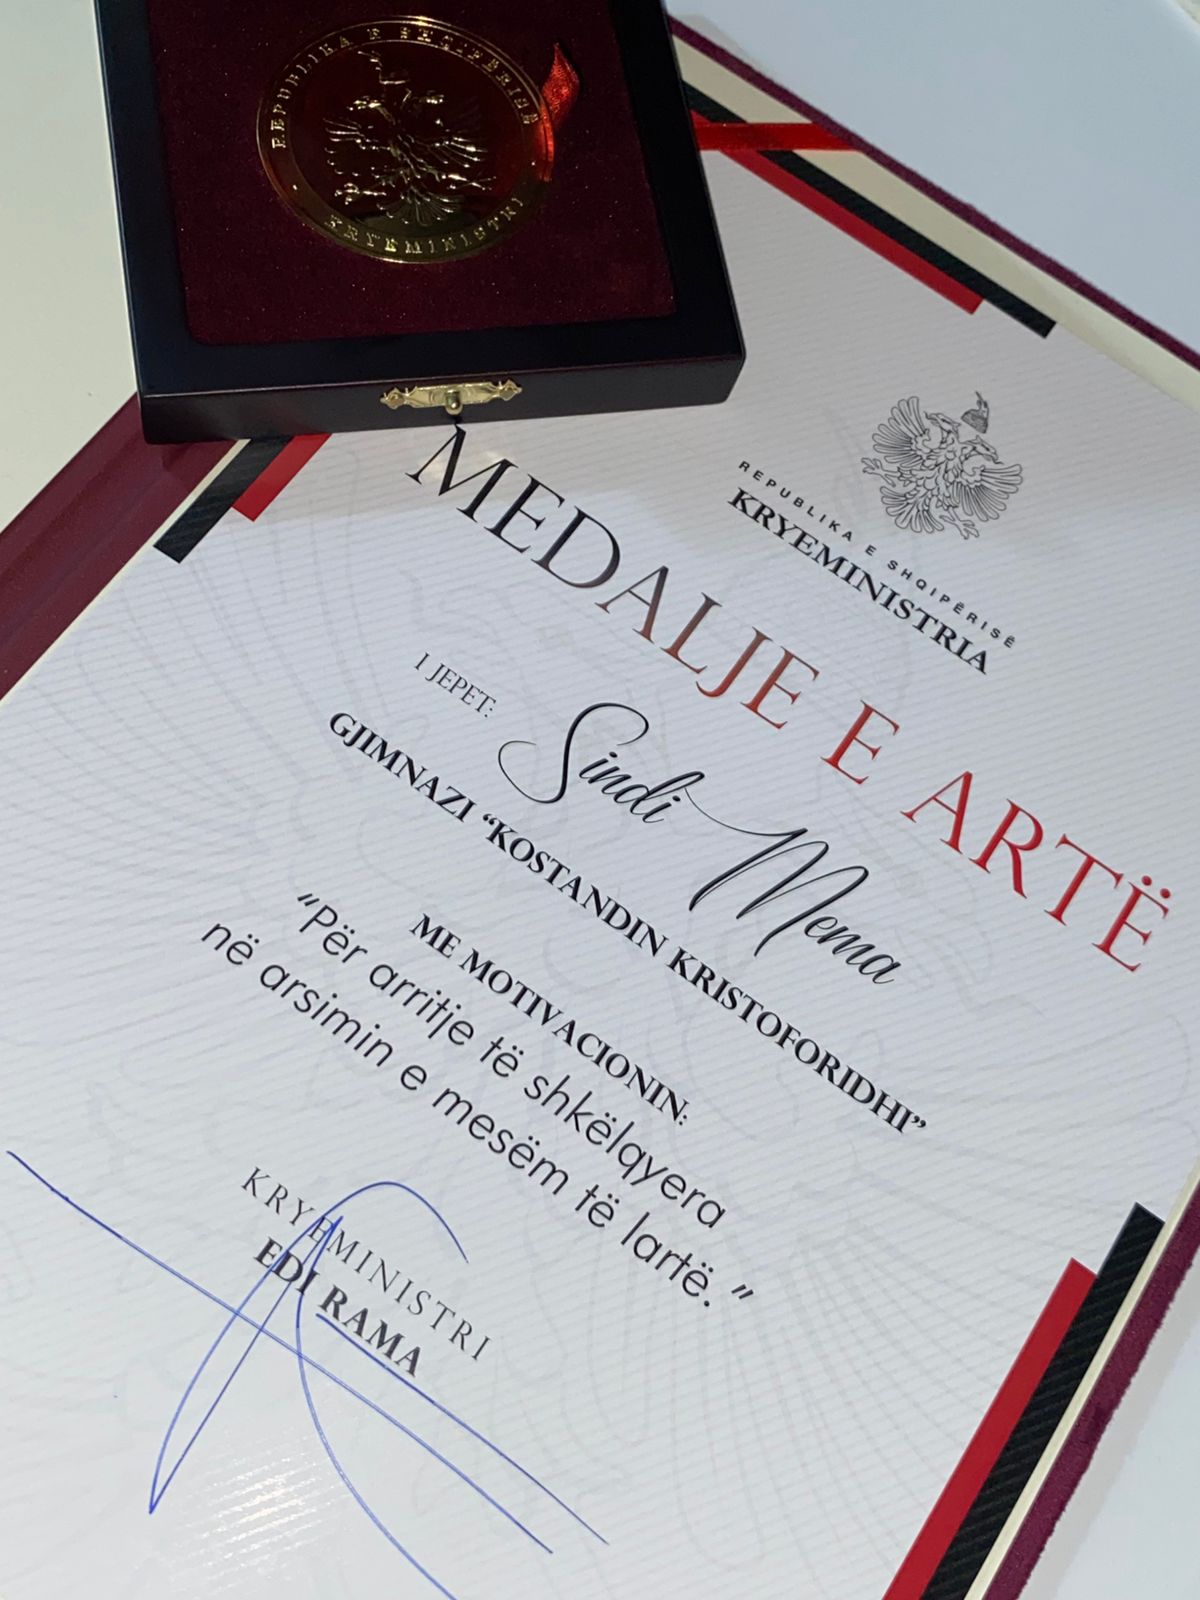 REPUBLIKA E SHQIPËRISË
KRYEMINISTRI
REPUBLIKA E SHQIPËRISË
KRYEMINISTRIA
MEDALJE E ARTË
I JEPET:
Sindi Mema
GJIMNAZI “KOSTANDIN KRISTOFORIDHI”
ME MOTIVACIONIN:
“Për arritje të shkëlqyera
në arsimin e mesëm të lartë.”
KRYEMINISTRI
EDI RAMA